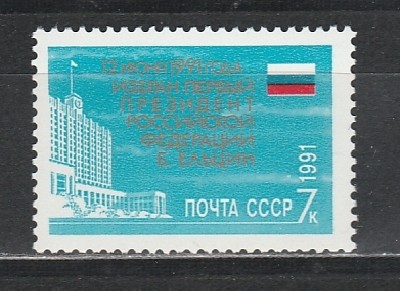 12 ИЮНЯ 1991 ГОДА
ИЗБРАН ПЕРВЫЙ
ПРЕЗИДЕНТ
РОССИЙСКОЙ
ФЕДЕРАЦИИ
Б. ЕЛЬЦИН
1991
ПОЧТА СССР 7к